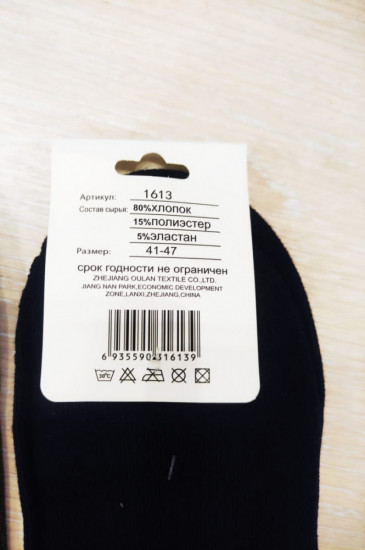 Артикул: 1613
Состав сырья: 80%ХЛОПОК
15%ПОЛИЭСТЕР
5%ЭЛАСТАН
Размер: 41-47
срок годности не ограничен
ZHEJIANG OULAN TEXTILE CO.,LTD.
JIANG NAN PARK,ECONOMIC DEVELOPMENT
ZONE,LANXI,ZHEJIANG,CHINA
6 935590 316139
30°C